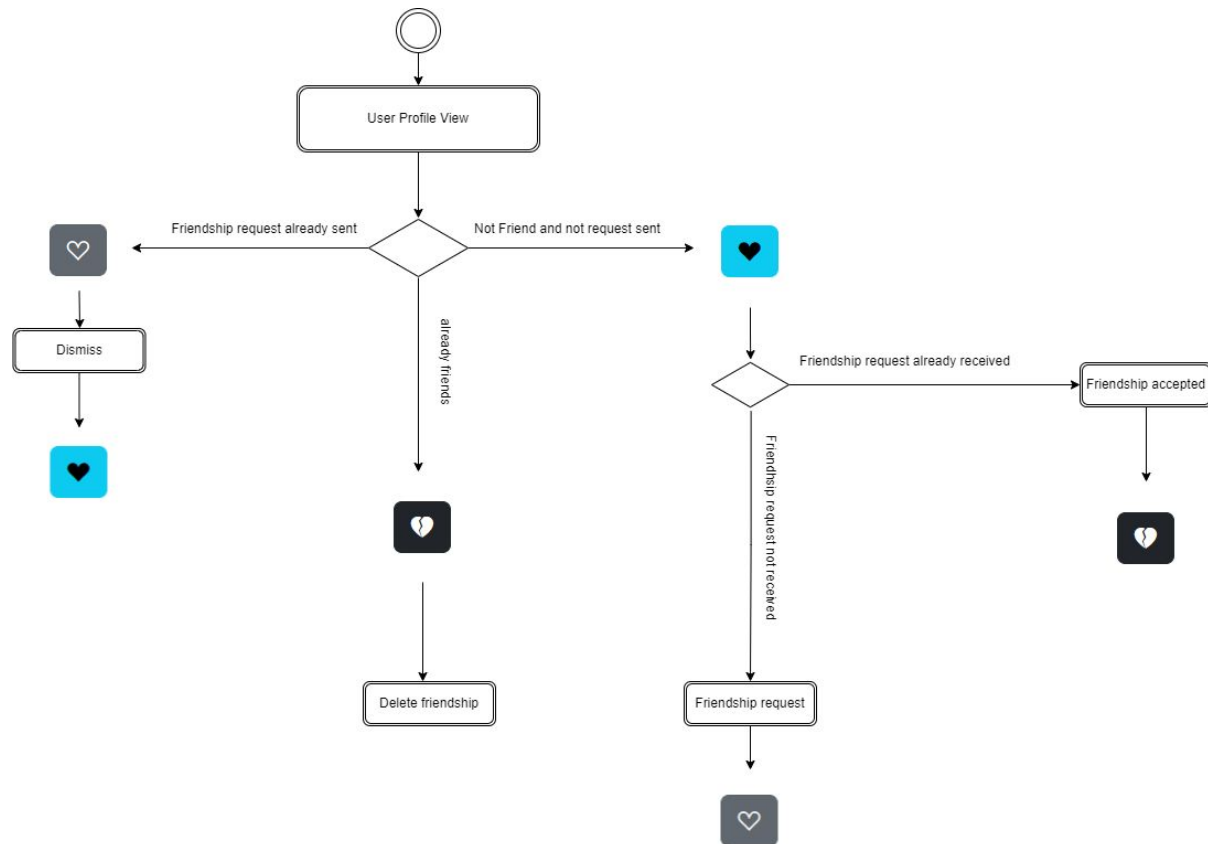 User Profile View
Friendship request already sent
Not Friend and not request sent
already friends
Dismiss
Friendship request already received
Friendship accepted
Friendhsip request not received
Delete friendship
Friendship request